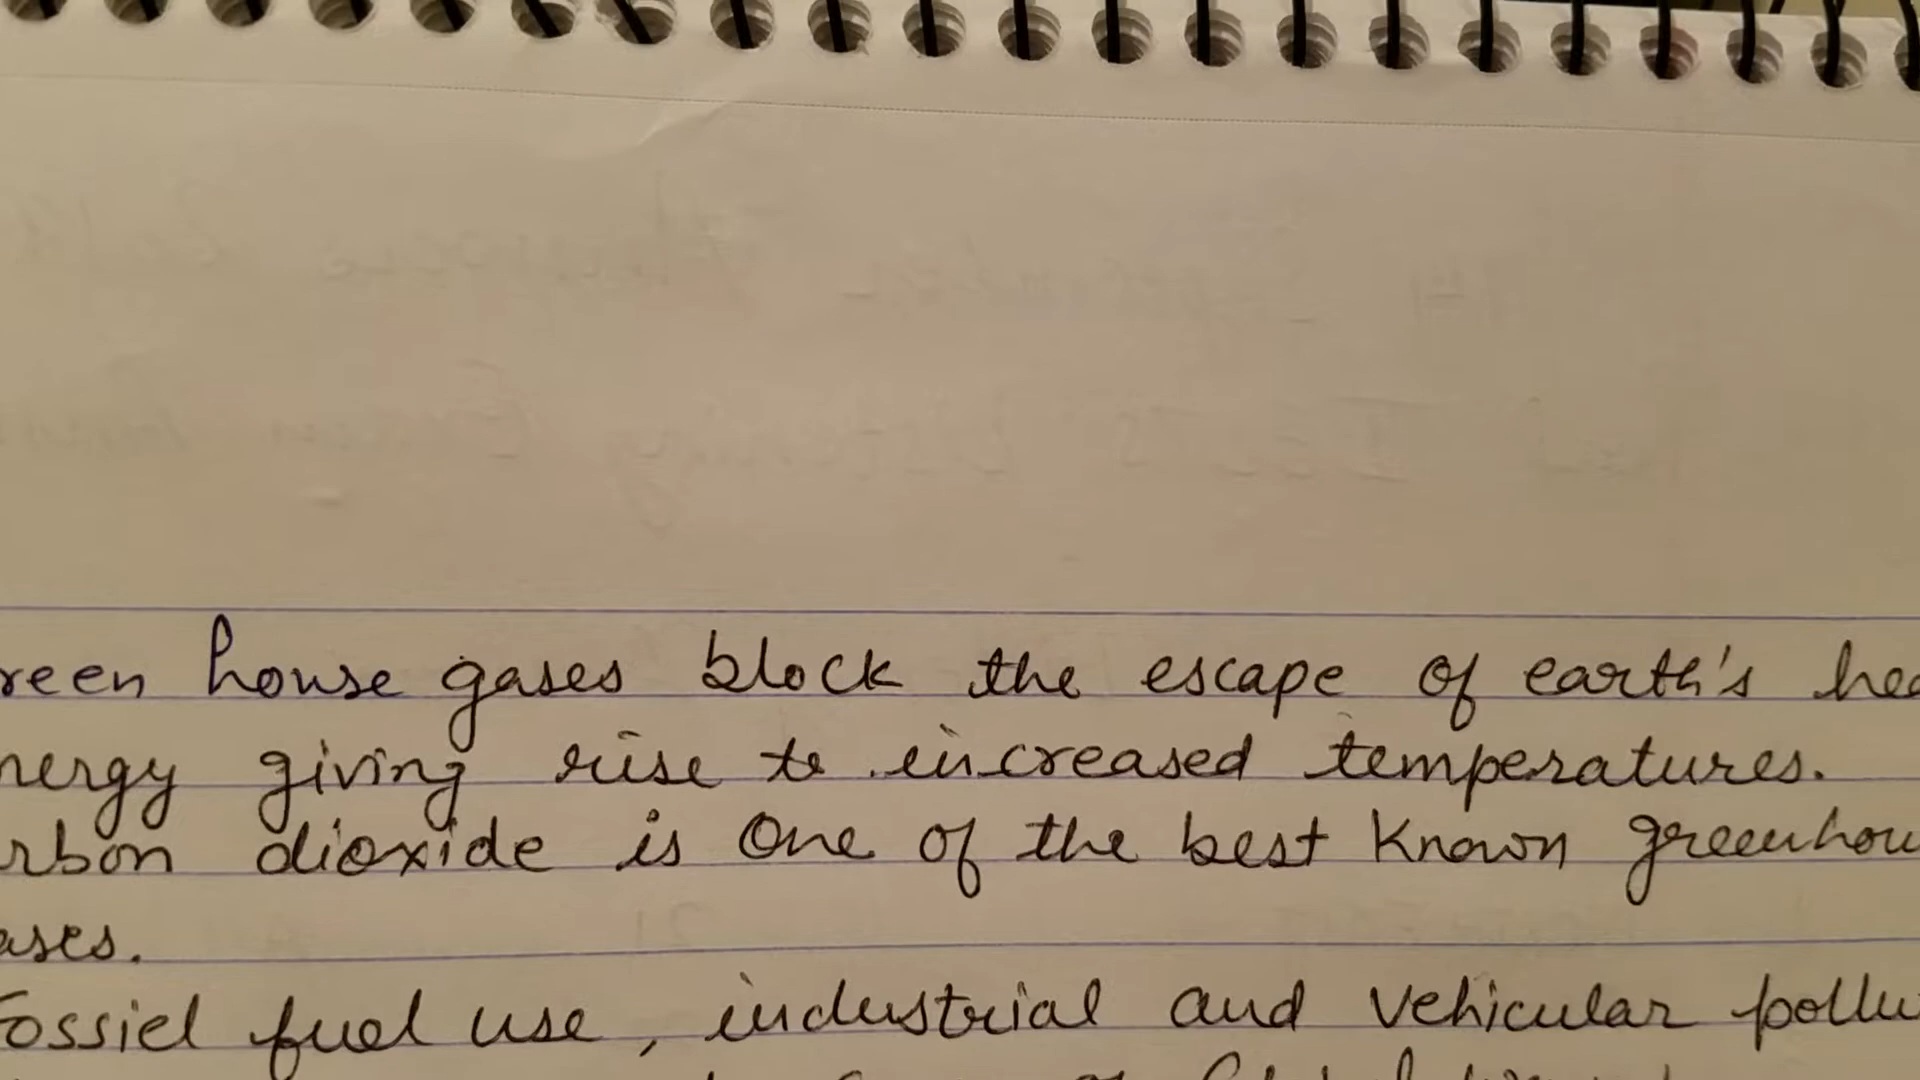 reen house gases block the escape of earth's hea
nergy giving rise to increased temperatures.
rbon dioxide is one of the best known greenhou
ases.
Fossiel fuel use, industrial and vehicular pollu